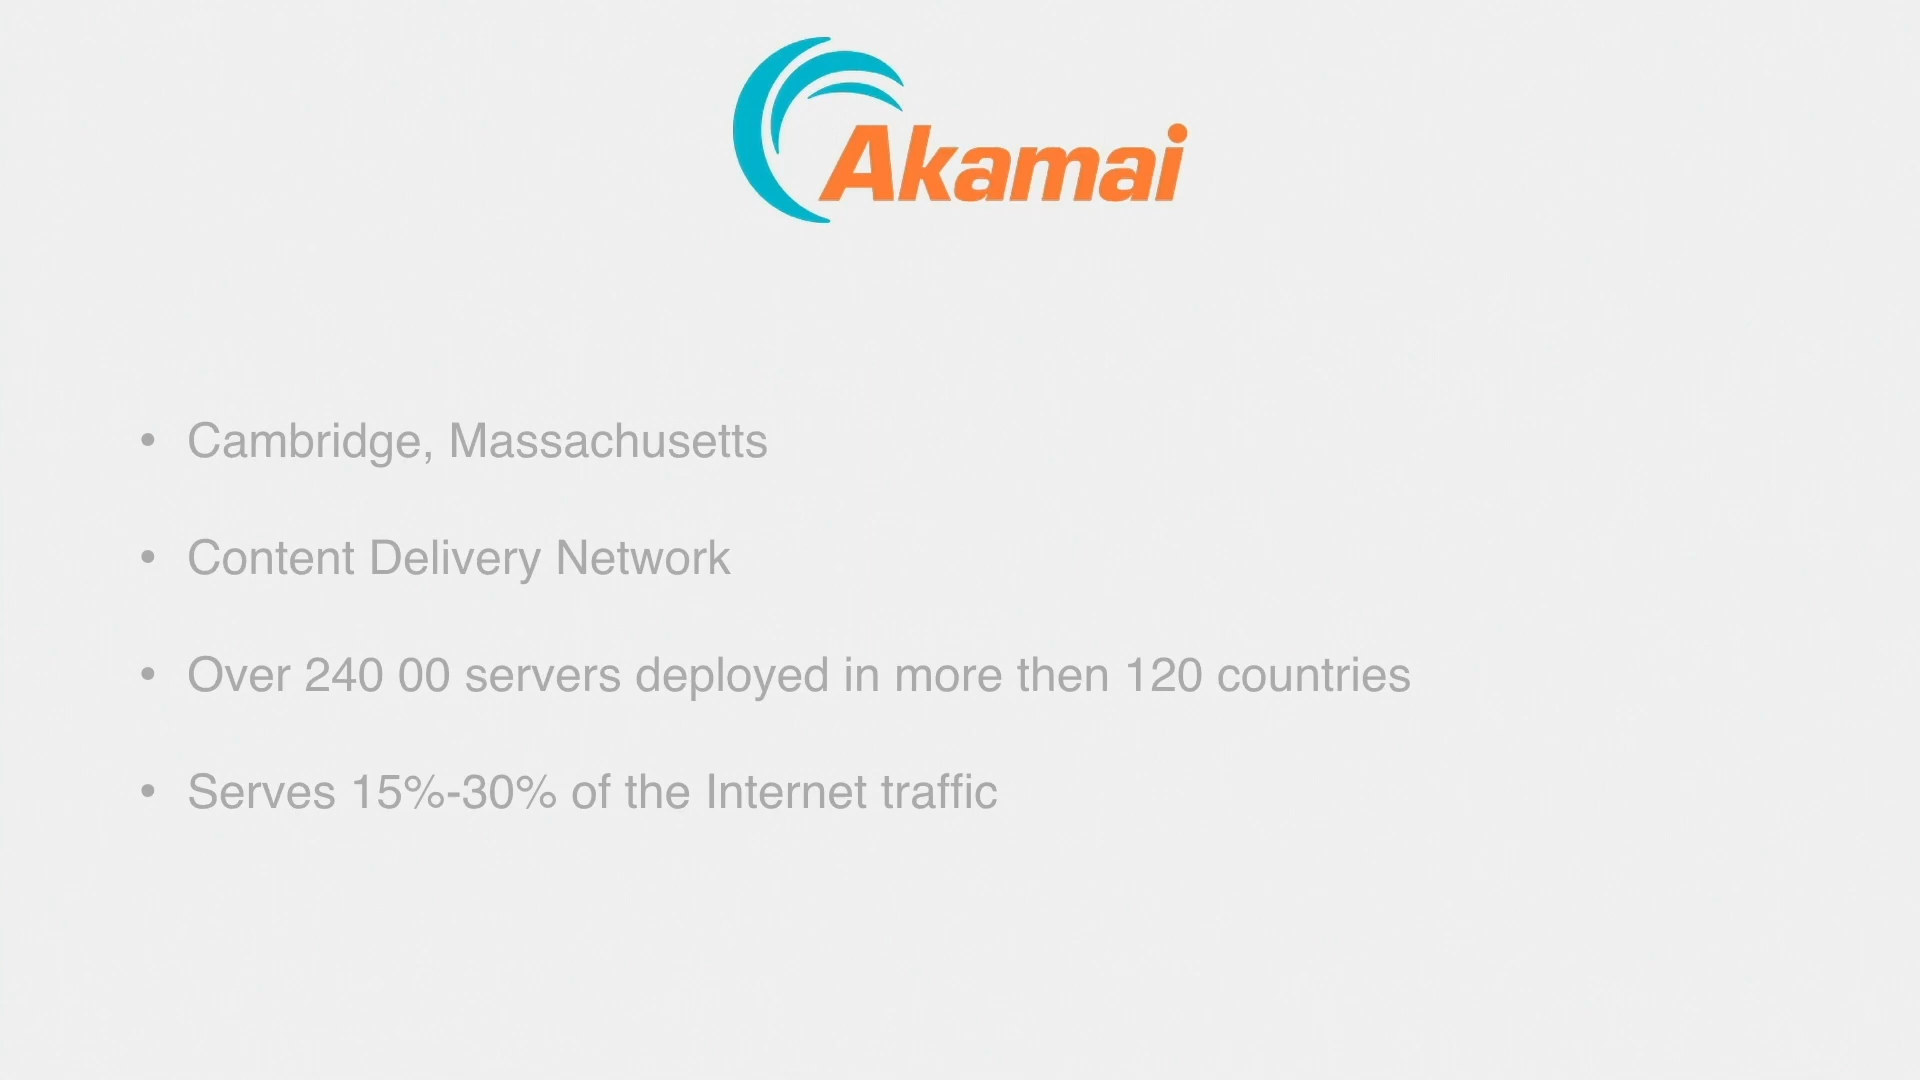 Akamai
• Cambridge, Massachusetts
• Content Delivery Network
• Over 240 00 servers deployed in more then 120 countries
• Serves 15%-30% of the Internet traffic